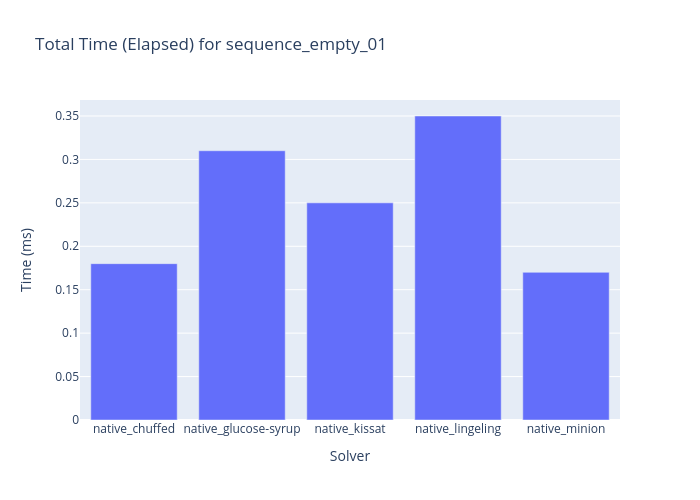 Total Time (Elapsed) for sequence_empty_01
Time (ms)
0.35
0.3
0.25
0.2
0.15
0.1
0.05
0
native_chuffed native_glucose-syrup native_kissat native_lingeling native_minion
Solver